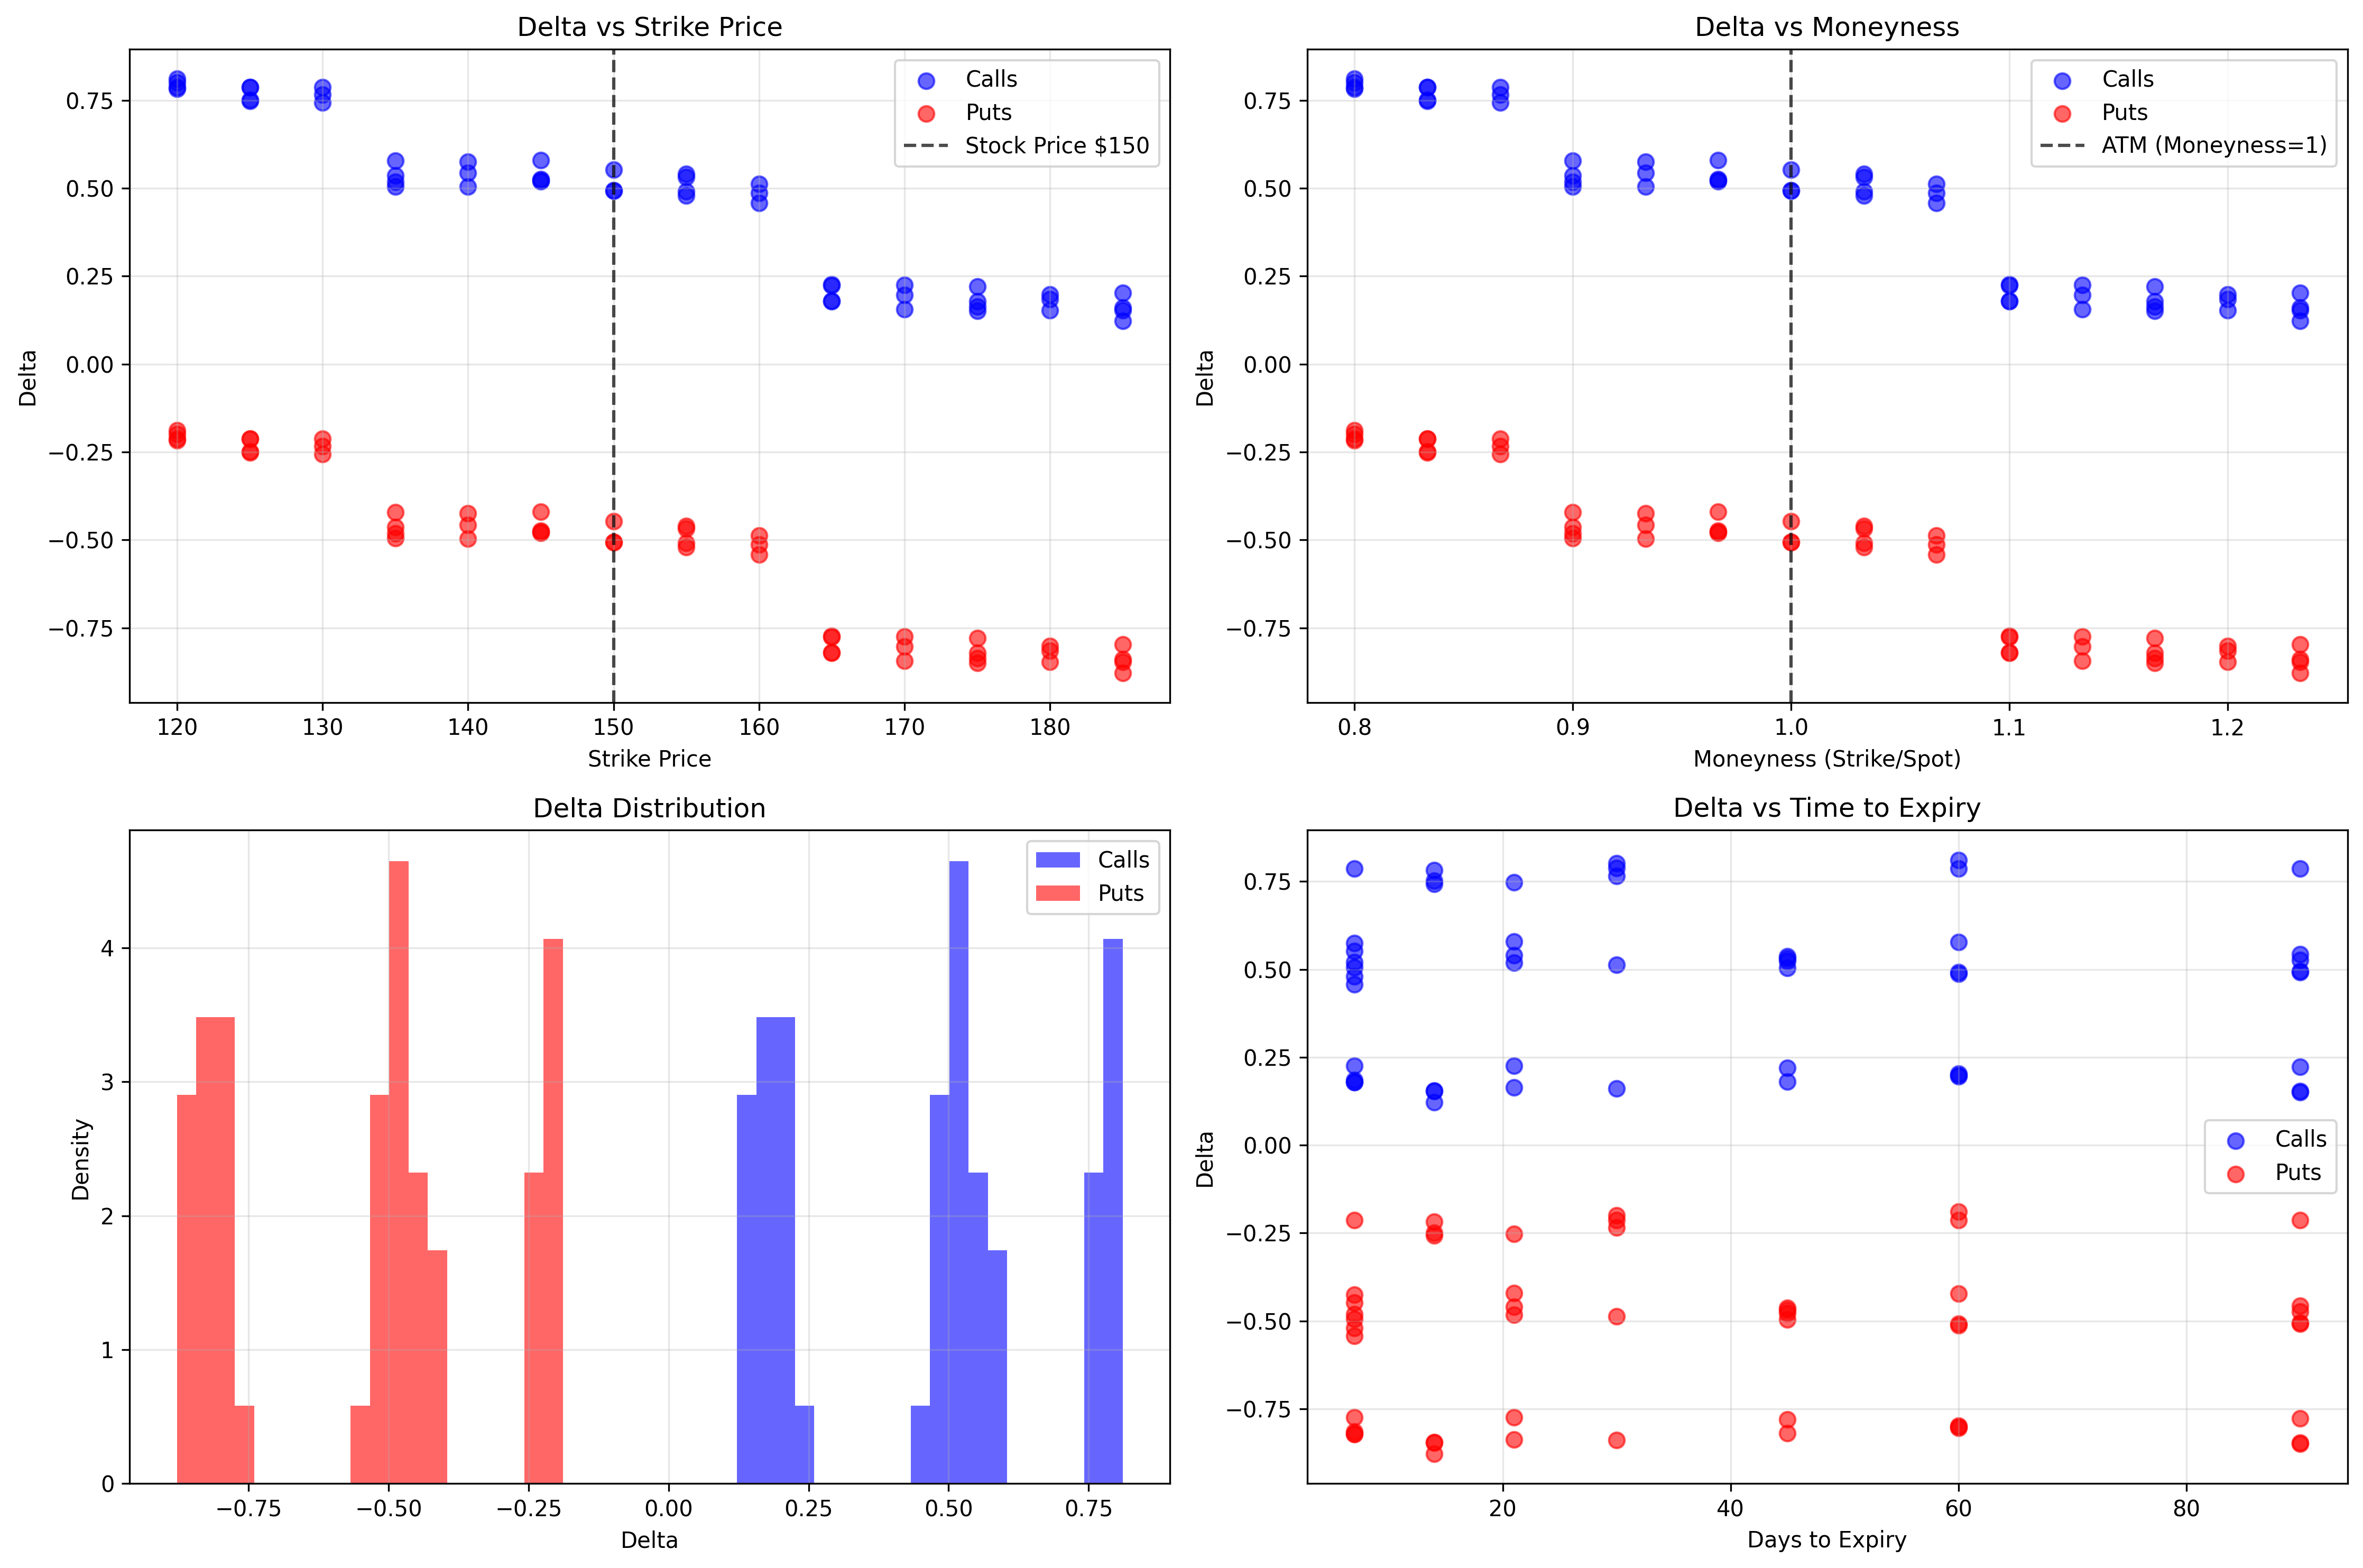 Delta vs Strike Price
Delta
0.75
0.50
0.25
0.00
−0.25
−0.50
−0.75
Calls
Puts
Stock Price $150
120
130
140
150
160
170
180
Strike Price
Delta vs Moneyness
Delta
0.75
0.50
0.25
0.00
−0.25
−0.50
−0.75
Calls
Puts
ATM (Moneyness=1)
0.8
0.9
1.0
1.1
1.2
Moneyness (Strike/Spot)
Delta Distribution
Density
4
3
2
1
0
Calls
Puts
−0.75
−0.50
−0.25
0.00
0.25
0.50
0.75
Delta
Delta vs Time to Expiry
Delta
0.75
0.50
0.25
0.00
−0.25
−0.50
−0.75
Calls
Puts
20
40
60
80
Days to Expiry